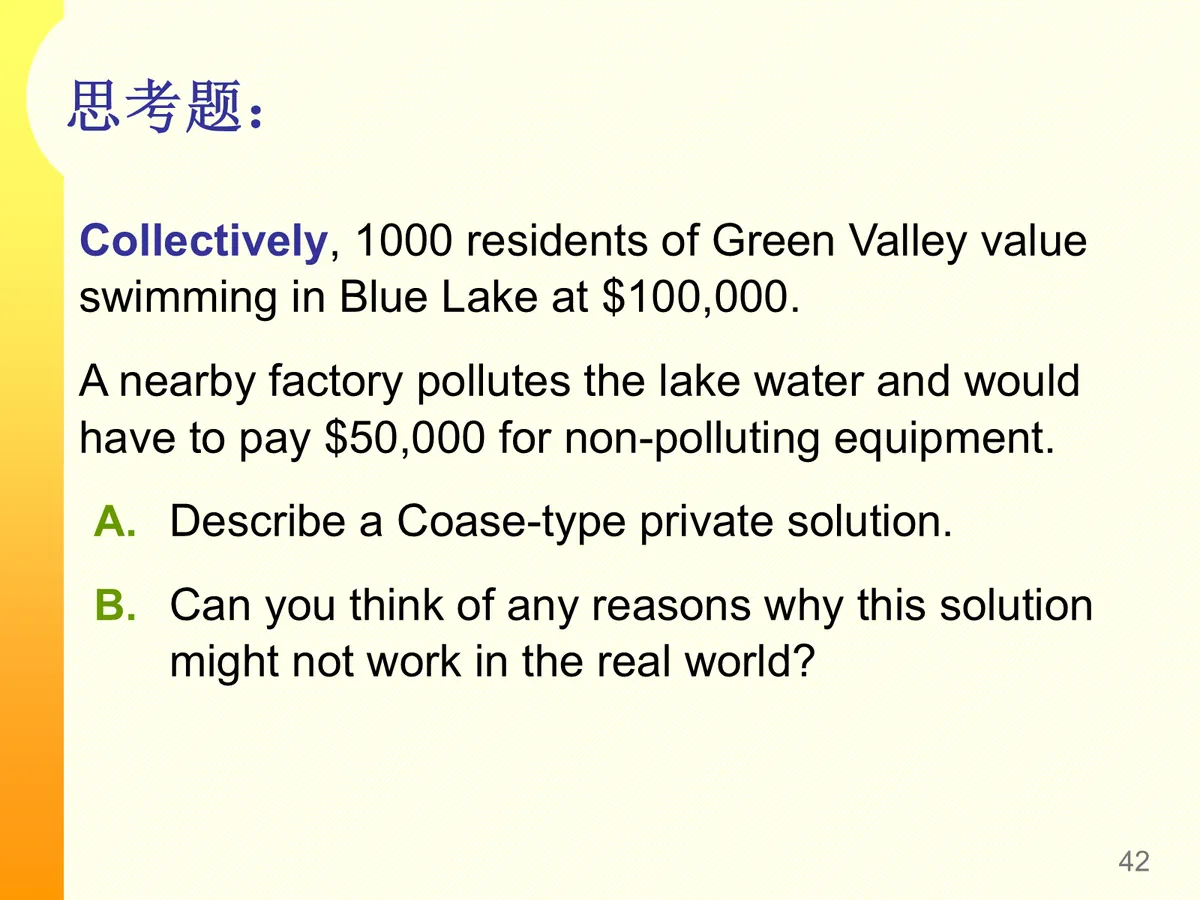 思考题：
Collectively, 1000 residents of Green Valley value
swimming in Blue Lake at $100,000.
A nearby factory pollutes the lake water and would
have to pay $50,000 for non-polluting equipment.
A. Describe a Coase-type private solution.
B. Can you think of any reasons why this solution
might not work in the real world?
42